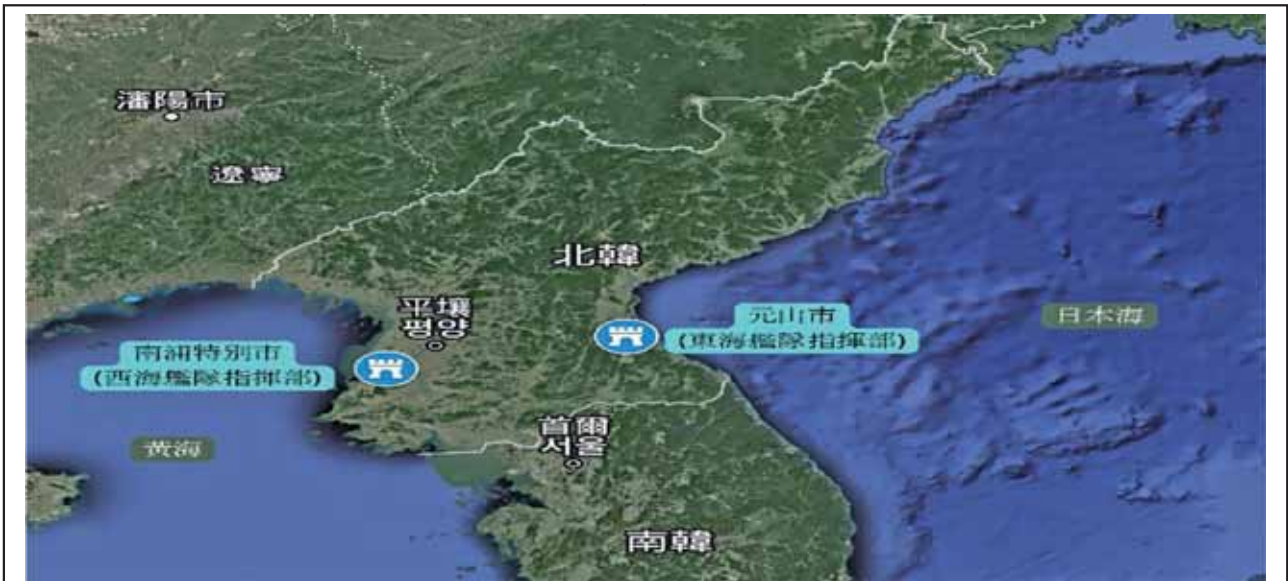 瀋陽市
遼寧
北韓
平壤
평양
元山市
(東海艦隊指揮部)
日本海
南浦特別市
(西海艦隊指揮部)
首爾
서울
黃海
南韓